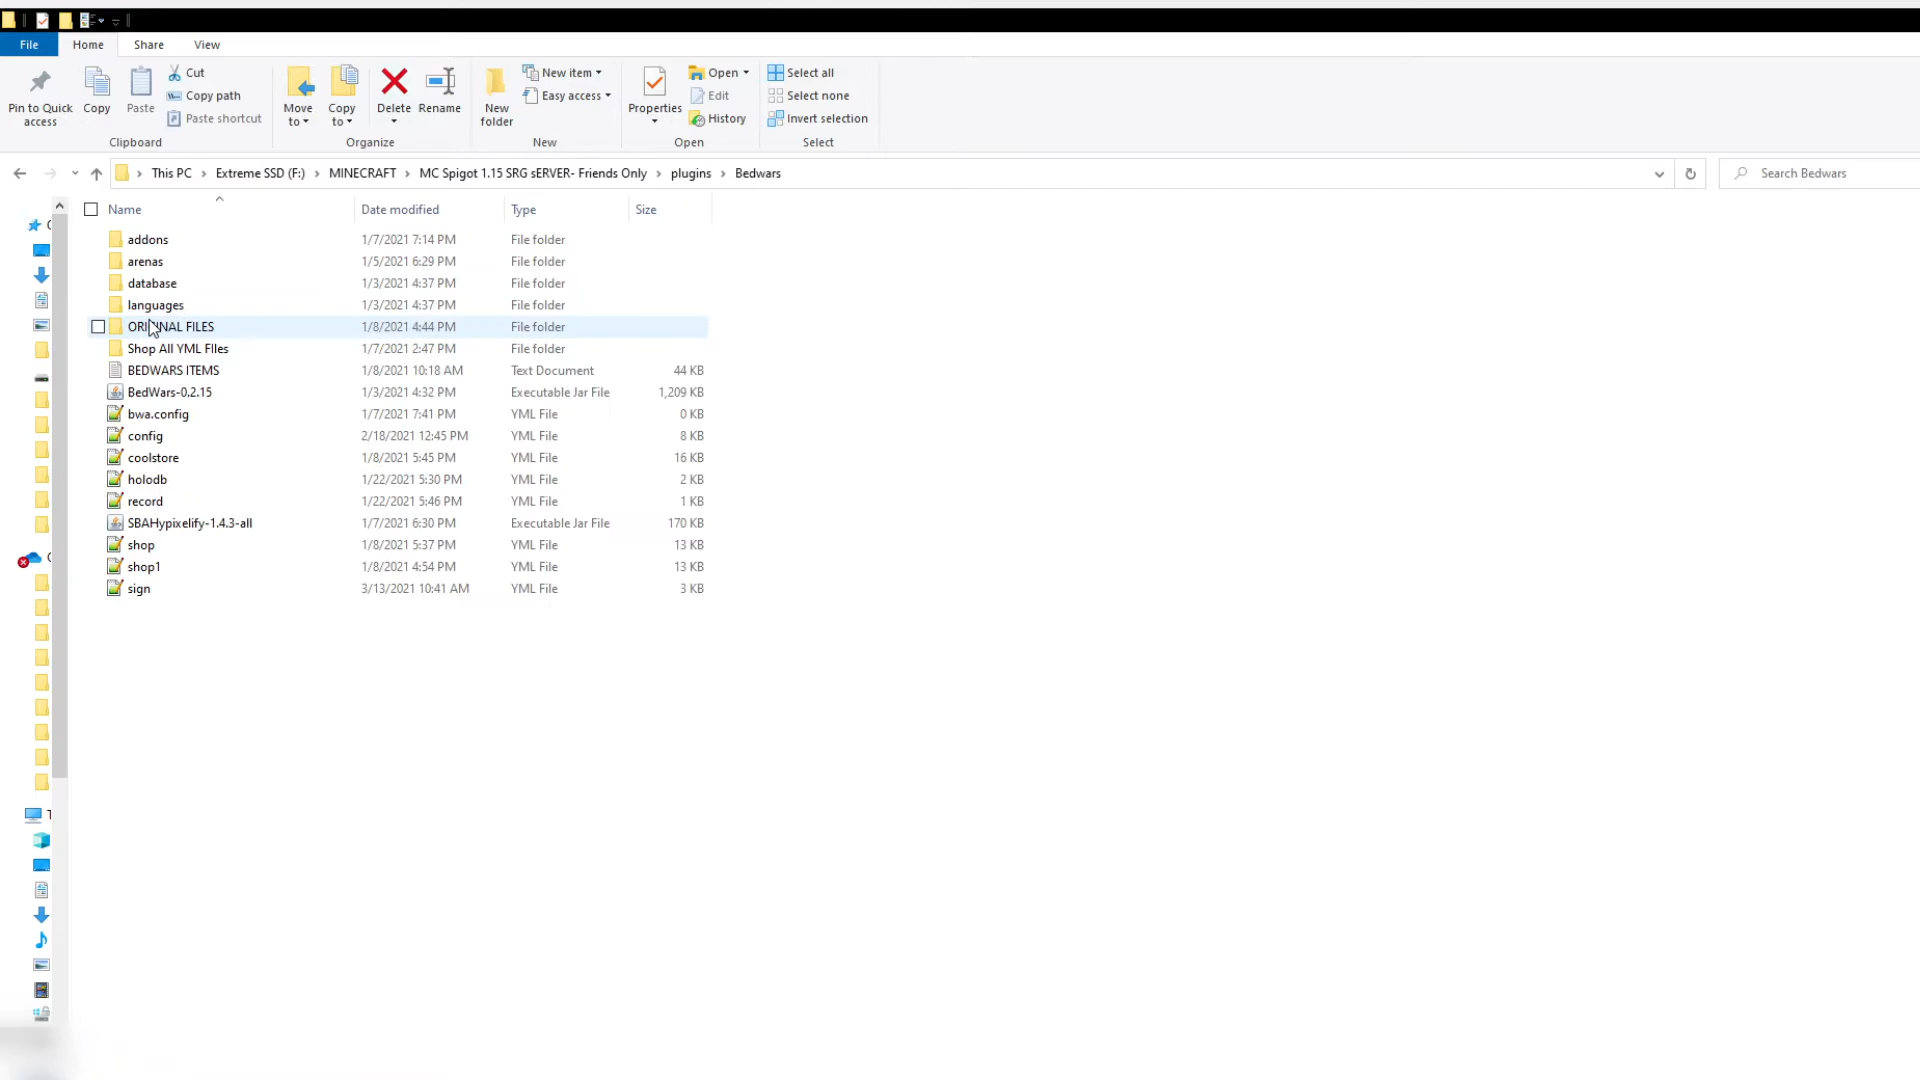 File Home Share View
Pin to Quick access
Copy
Paste
Cut
Copy path
Paste shortcut
Clipboard
Move to
Copy to
Delete
Rename
Organize
New folder
New item
Easy access
New
Properties
Open
Edit
History
Open
Select all
Select none
Invert selection
Select
This PC > Extreme SSD (F:) > MINECRAFT > MC Spigot 1.15 SRG sERVER- Friends Only > plugins > Bedwars
Search Bedwars
Name Date modified Type Size
addons 1/7/2021 7:14 PM File folder
arenas 1/5/2021 6:29 PM File folder
database 1/3/2021 4:37 PM File folder
languages 1/3/2021 4:37 PM File folder
ORIGINAL FILES 1/8/2021 4:44 PM File folder
Shop All YML FIles 1/7/2021 2:47 PM File folder
BEDWARS ITEMS 1/8/2021 10:18 AM Text Document 44 KB
BedWars-0.2.15 1/3/2021 4:32 PM Executable Jar File 1,209 KB
bwa.config 1/7/2021 7:41 PM YML File 0 KB
config 2/18/2021 12:45 PM YML File 8 KB
coolstore 1/8/2021 5:45 PM YML File 16 KB
holodb 1/22/2021 5:30 PM YML File 2 KB
record 1/22/2021 5:46 PM YML File 1 KB
SBAHypixelify-1.4.3-all 1/7/2021 6:30 PM Executable Jar File 170 KB
shop 1/8/2021 5:37 PM YML File 13 KB
shop1 1/8/2021 4:54 PM YML File 13 KB
sign 3/13/2021 10:41 AM YML File 3 KB